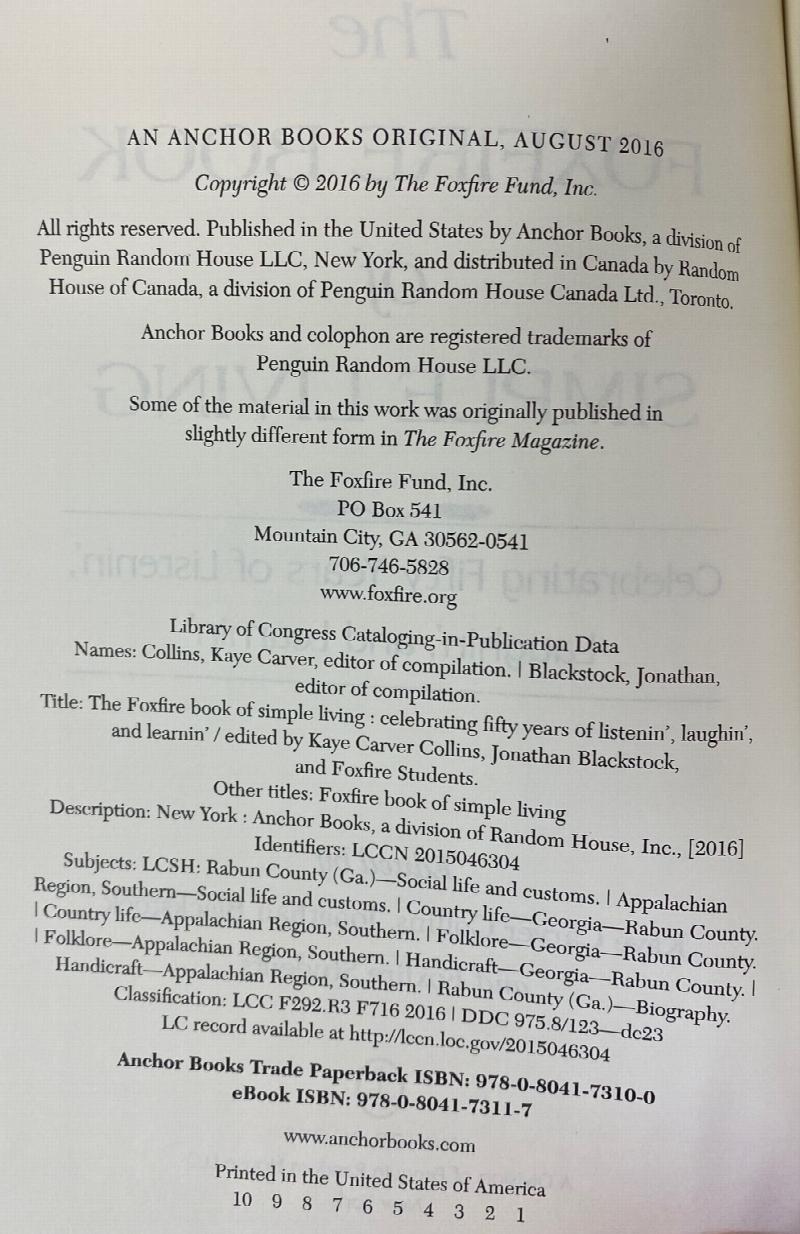 AN ANCHOR BOOKS ORIGINAL, AUGUST 2016
Copyright © 2016 by The Foxfire Fund, Inc.
All rights reserved. Published in the United States by Anchor Books, a division of
Penguin Random House LLC, New York, and distributed in Canada by Random
House of Canada, a division of Penguin Random House Canada Ltd., Toronto.
Anchor Books and colophon are registered trademarks of
Penguin Random House LLC.
Some of the material in this work was originally published in
slightly different form in The Foxfire Magazine.
The Foxfire Fund, Inc.
PO Box 541
Mountain City, GA 30562-0541
706-746-5828
www.foxfire.org
Library of Congress Cataloging-in-Publication Data
Names: Collins, Kaye Carver, editor of compilation. | Blackstock, Jonathan,
editor of compilation.
Title: The Foxfire book of simple living : celebrating fifty years of listenin’, laughin’,
and learnin’ / edited by Kaye Carver Collins, Jonathan Blackstock,
and Foxfire Students.
Other titles: Foxfire book of simple living
Description: New York : Anchor Books, a division of Random House, Inc., [2016]
Identifiers: LCCN 2015046304
Subjects: LCSH: Rabun County (Ga.)—Social life and customs. | Appalachian
Region, Southern—Social life and customs. | Country life—Georgia—Rabun County.
| Country life—Appalachian Region, Southern. | Folklore—Georgia—Rabun County.
| Folklore—Appalachian Region, Southern. | Handicraft—Georgia—Rabun County. |
Handicraft—Appalachian Region, Southern. | Rabun County (Ga.)—Biography.
Classification: LCC F292.R3 F716 2016 | DDC 975.8/123—dc23
LC record available at http://lccn.loc.gov/2015046304
Anchor Books Trade Paperback ISBN: 978-0-8041-7310-0
eBook ISBN: 978-0-8041-7311-7
www.anchorbooks.com
Printed in the United States of America
10 9 8 7 6 5 4 3 2 1